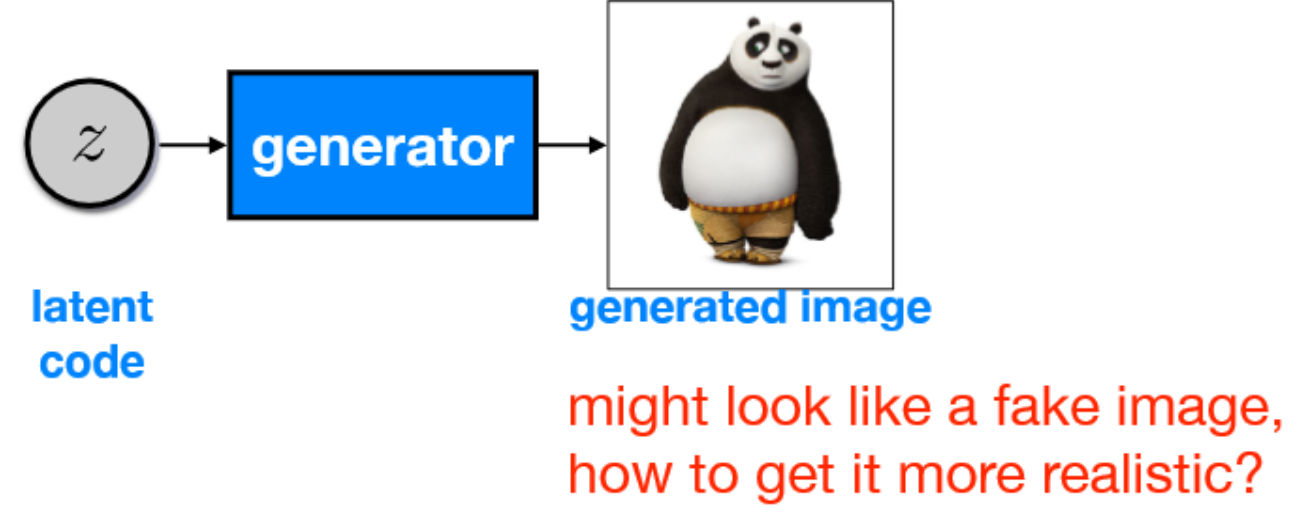 z
generator
latent
code
generated image
might look like a fake image,
how to get it more realistic?